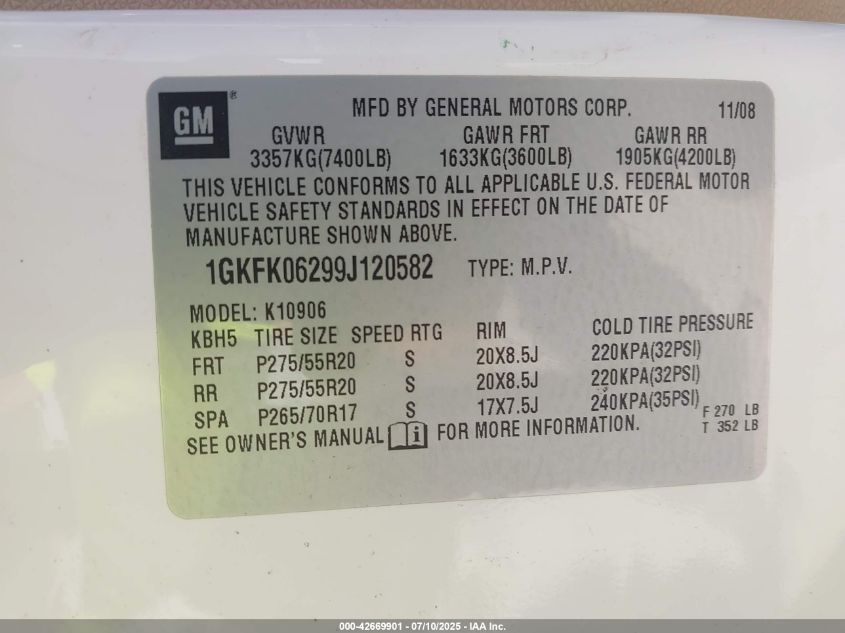 GM®
MFD BY GENERAL MOTORS CORP. 11/08
GVWR GAWR FRT GAWR RR
3357KG(7400LB) 1633KG(3600LB) 1905KG(4200LB)
THIS VEHICLE CONFORMS TO ALL APPLICABLE U.S. FEDERAL MOTOR
VEHICLE SAFETY STANDARDS IN EFFECT ON THE DATE OF
MANUFACTURE SHOWN ABOVE.
1GKFK06299J120582 TYPE: M.P.V.
MODEL: K10906
KBH5 TIRE SIZE SPEED RTG RIM COLD TIRE PRESSURE
FRT P275/55R20 S 20X8.5J 220KPA(32PSI)
RR P275/55R20 S 20X8.5J 220KPA(32PSI)
SPA P265/70R17 S 17X7.5J 240KPA(35PSI)
F 270 LB
T 352 LB
SEE OWNER'S MANUAL i FOR MORE INFORMATION.
000-42669901 - 07/10/2025 - IAA Inc.